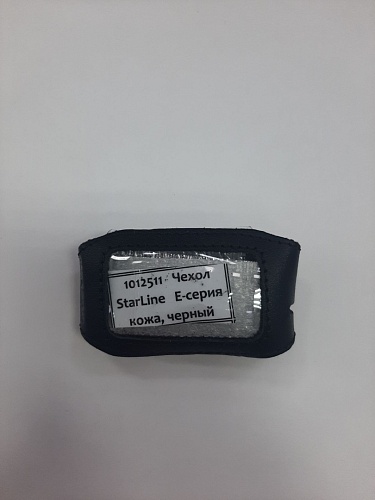 1012511 Чехол
StarLine E-серия
кожа, черный